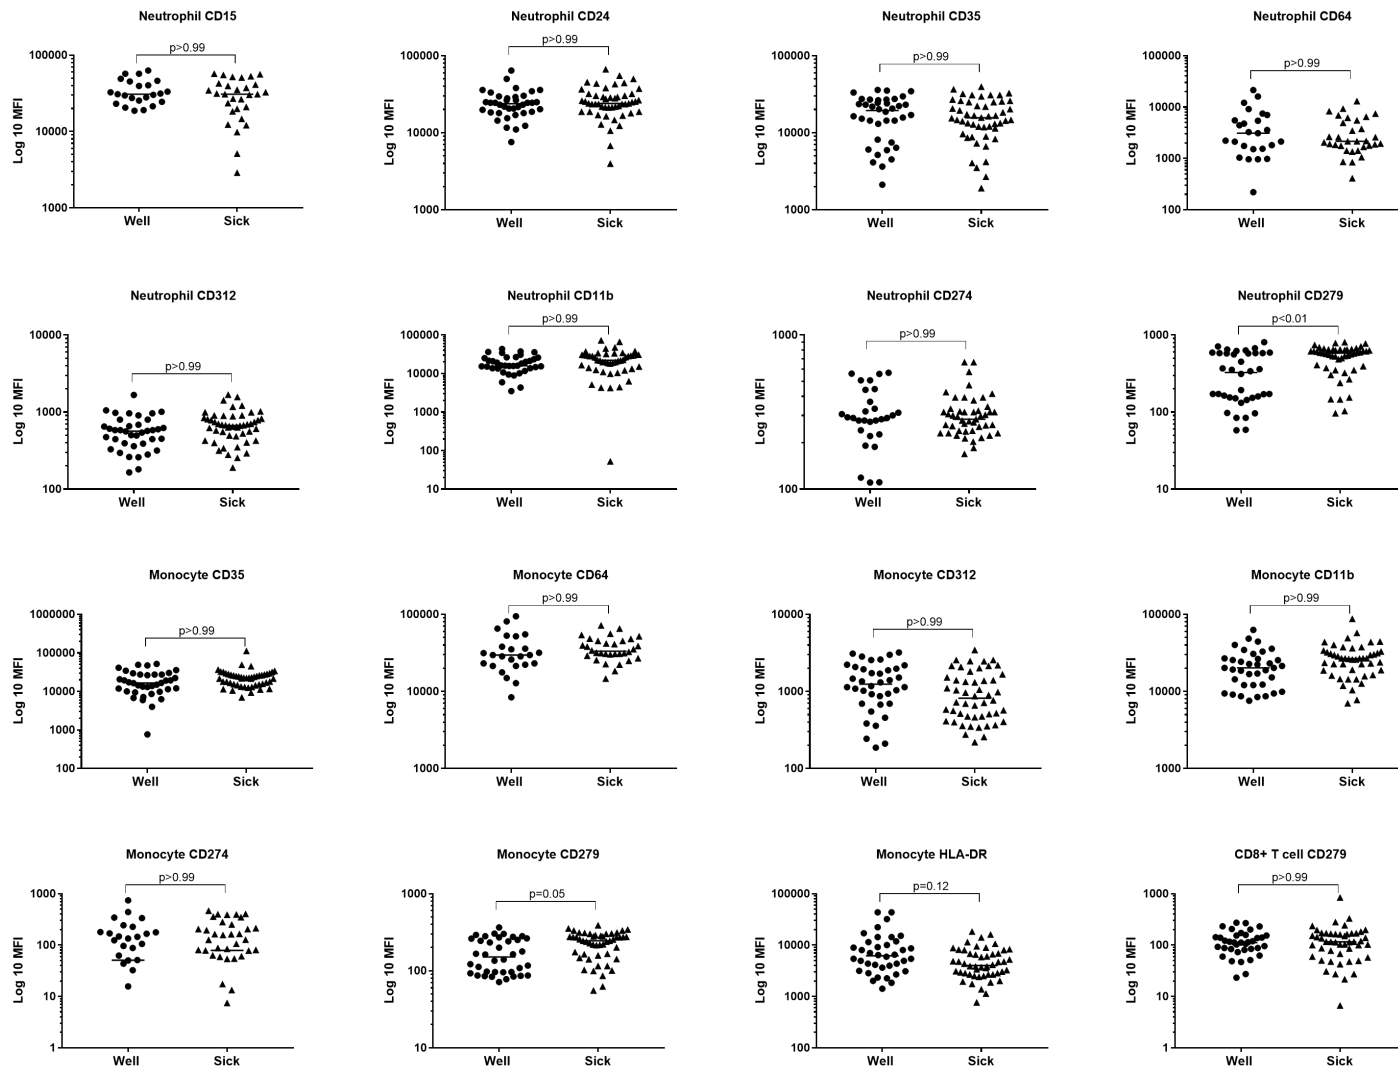 Neutrophil CD15
p>0.99
100000
10000
1000
Log 10 MFI
Well Sick
Neutrophil CD24
p>0.99
100000
10000
1000
Log 10 MFI
Well Sick
Neutrophil CD35
p>0.99
100000
10000
1000
Log 10 MFI
Well Sick
Neutrophil CD64
p>0.99
100000
10000
1000
100
Log 10 MFI
Well Sick
Neutrophil CD312
p>0.99
10000
1000
100
Log 10 MFI
Well Sick
Neutrophil CD11b
p>0.99
100000
10000
1000
100
10
Log 10 MFI
Well Sick
Neutrophil CD274
p>0.99
1000
100
Log 10 MFI
Well Sick
Neutrophil CD279
p<0.01
1000
100
10
Log 10 MFI
Well Sick
Monocyte CD35
p>0.99
1000000
100000
10000
1000
100
Log 10 MFI
Well Sick
Monocyte CD64
p>0.99
100000
10000
1000
Log 10 MFI
Well Sick
Monocyte CD312
p>0.99
10000
1000
100
Log 10 MFI
Well Sick
Monocyte CD11b
p>0.99
100000
10000
1000
Log 10 MFI
Well Sick
Monocyte CD274
p>0.99
1000
100
10
1
Log 10 MFI
Well Sick
Monocyte CD279
p=0.05
1000
100
10
Log 10 MFI
Well Sick
Monocyte HLA-DR
p=0.12
100000
10000
1000
100
Log 10 MFI
Well Sick
CD8+ T cell CD279
p>0.99
1000
100
10
1
Log 10 MFI
Well Sick